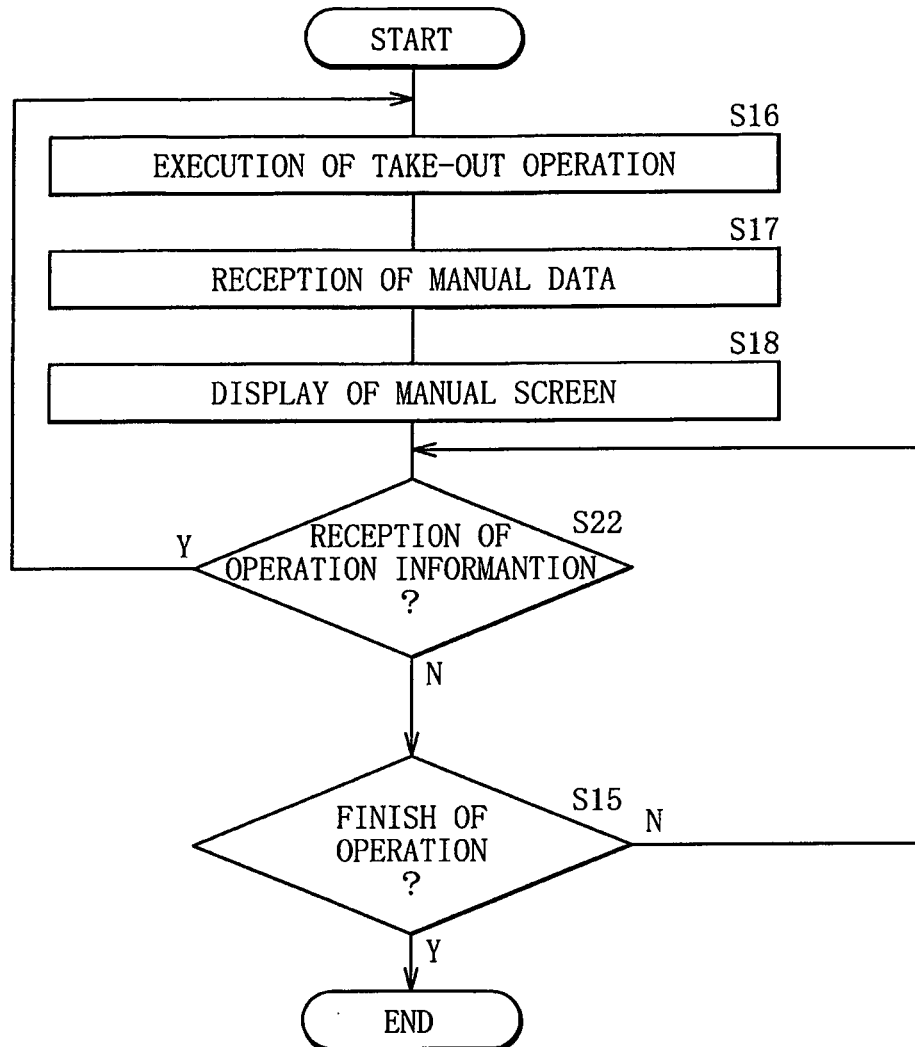 START
S16
EXECUTION OF TAKE-OUT OPERATION
S17
RECEPTION OF MANUAL DATA
S18
DISPLAY OF MANUAL SCREEN
S22
Y
RECEPTION OF
OPERATION INFORMANTION
?
N
S15
N
FINISH OF
OPERATION
?
Y
END